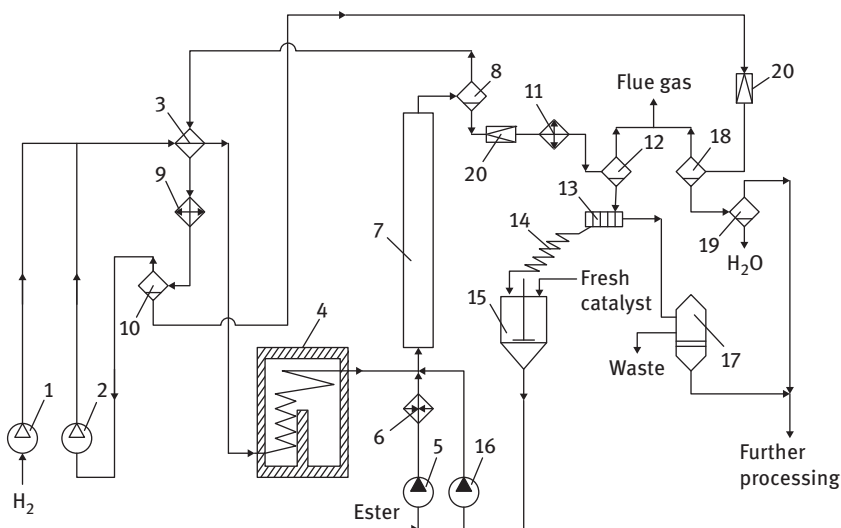 20
8
Flue gas
11
3
20
12
18
13
9
14
19
7
H₂O
Fresh
catalyst
10
15
4
17
Waste
1
2
6
Further
processing
5
16
H₂
Ester